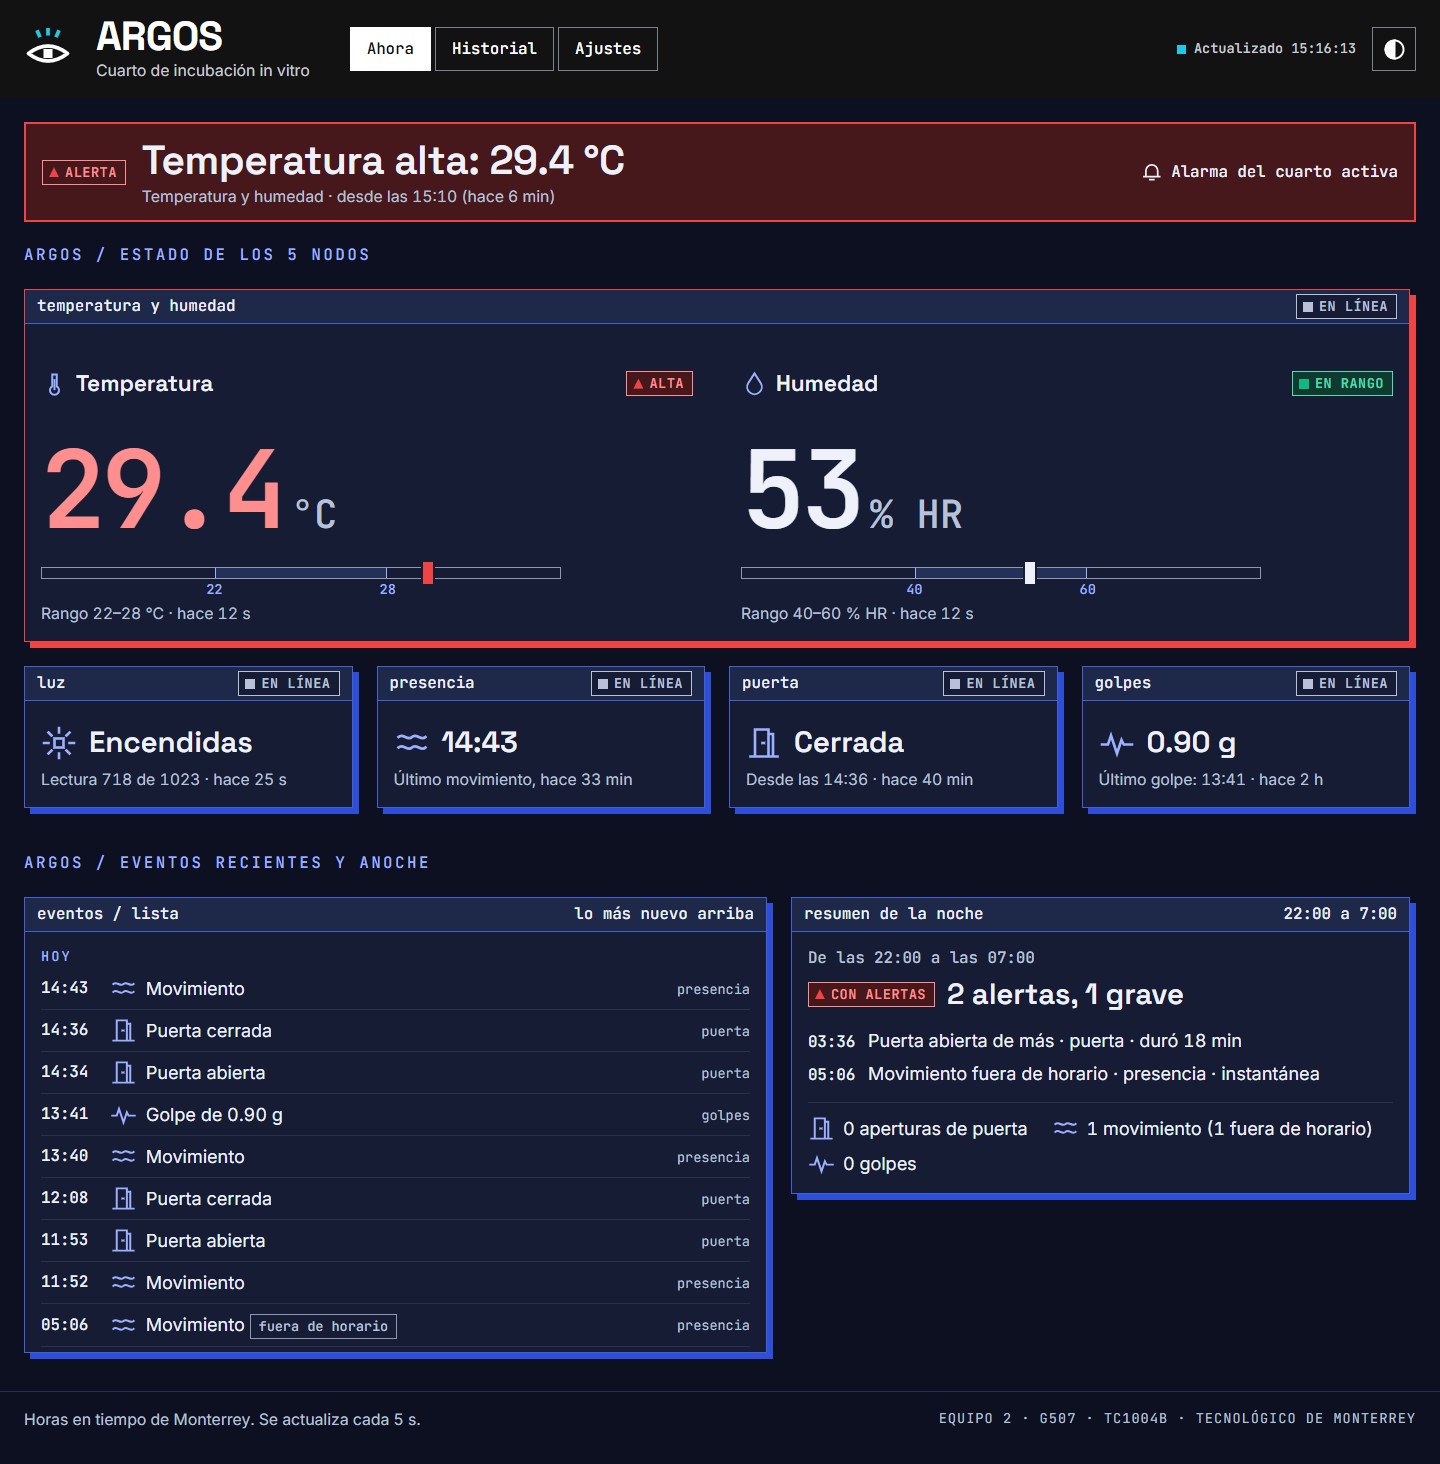 ARGOS
Cuarto de incubación in vitro
Ahora
Historial
Ajustes
Actualizado 15:16:13
ALERTA
Temperatura alta: 29.4 °C
Temperatura y humedad · desde las 15:10 (hace 6 min)
Alarma del cuarto activa
ARGOS / ESTADO DE LOS 5 NODOS
temperatura y humedad
EN LÍNEA
Temperatura
ALTA
29.4 °C
22
28
Rango 22–28 °C · hace 12 s
Humedad
EN RANGO
53 % HR
40
60
Rango 40–60 % HR · hace 12 s
luz
EN LÍNEA
Encendidas
Lectura 718 de 1023 · hace 25 s
presencia
EN LÍNEA
14:43
Último movimiento, hace 33 min
puerta
EN LÍNEA
Cerrada
Desde las 14:36 · hace 40 min
golpes
EN LÍNEA
0.90 g
Último golpe: 13:41 · hace 2 h
ARGOS / EVENTOS RECIENTES Y ANOCHE
eventos / lista
lo más nuevo arriba
HOY
14:43 Movimiento presencia
14:36 Puerta cerrada puerta
14:34 Puerta abierta puerta
13:41 Golpe de 0.90 g golpes
13:40 Movimiento presencia
12:08 Puerta cerrada puerta
11:53 Puerta abierta puerta
11:52 Movimiento presencia
05:06 Movimiento fuera de horario presencia
resumen de la noche
22:00 a 7:00
De las 22:00 a las 07:00
CON ALERTAS 2 alertas, 1 grave
03:36 Puerta abierta de más · puerta · duró 18 min
05:06 Movimiento fuera de horario · presencia · instantánea
0 aperturas de puerta
1 movimiento (1 fuera de horario)
0 golpes
Horas en tiempo de Monterrey. Se actualiza cada 5 s.
EQUIPO 2 · G507 · TC1004B · TECNOLÓGICO DE MONTERREY